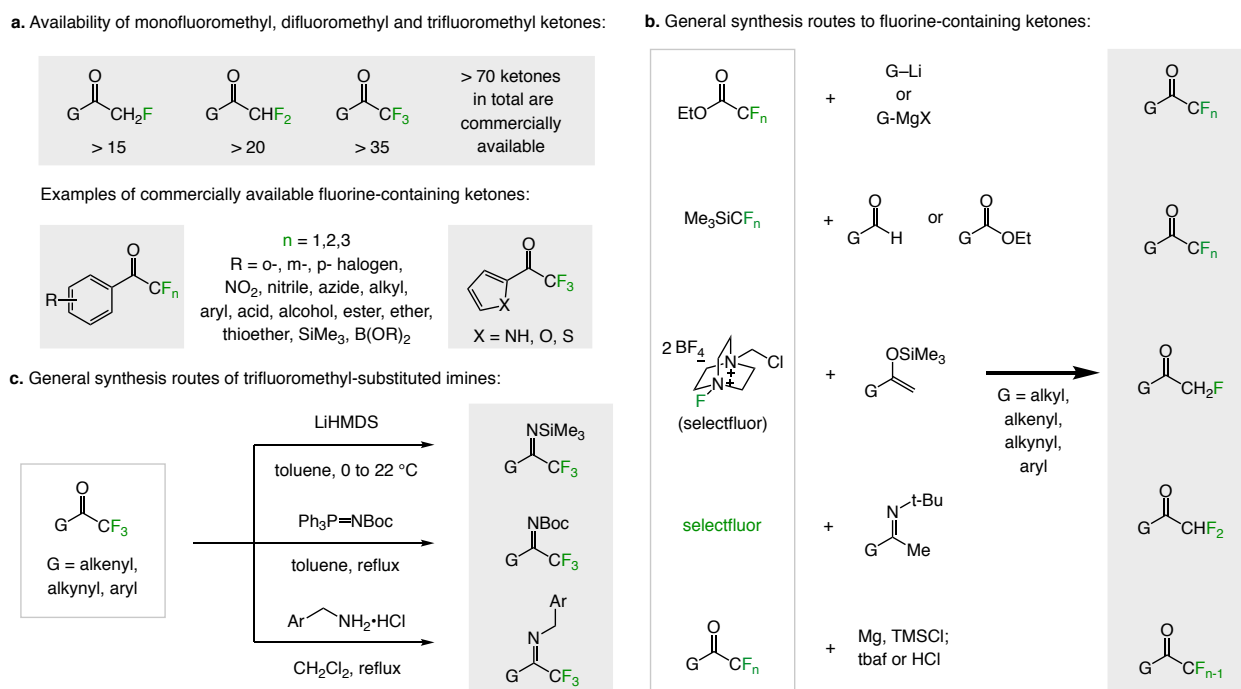 a. Availability of monofluoromethyl, difluoromethyl and trifluoromethyl ketones:
O
G
CH2F
> 15
O
G
CHF2
> 20
O
G
CF3
> 35
> 70 ketones
in total are
commercially
available
Examples of commercially available fluorine-containing ketones:
O
R
CFn
n = 1,2,3
R = o-, m-, p- halogen,
NO2, nitrile, azide, alkyl,
aryl, acid, alcohol, ester, ether,
thioether, SiMe3, B(OR)2
O
CF3
X
X = NH, O, S
b. General synthesis routes to fluorine-containing ketones:
O
EtO
CFn
+
G–Li
or
G-MgX
O
G
CFn
Me3SiCFn
+
O
G
H
or
O
G
OEt
O
G
CFn
2 BF4
–
N
+
Cl
N
+
F
(selectfluor)
+
OSiMe3
G
G = alkyl,
alkenyl,
alkynyl,
aryl
O
G
CH2F
selectfluor
+
t-Bu
N
G
Me
O
G
CHF2
O
G
CFn
+
Mg, TMSCl;
tbaf or HCl
O
G
CFn-1
c. General synthesis routes of trifluoromethyl-substituted imines:
O
G
CF3
G = alkenyl,
alkynyl, aryl
LiHMDS
toluene, 0 to 22 °C
NSiMe3
G
CF3
Ph3P=NBoc
toluene, reflux
NBoc
G
CF3
Ar
NH2•HCl
CH2Cl2, reflux
Ar
N
G
CF3